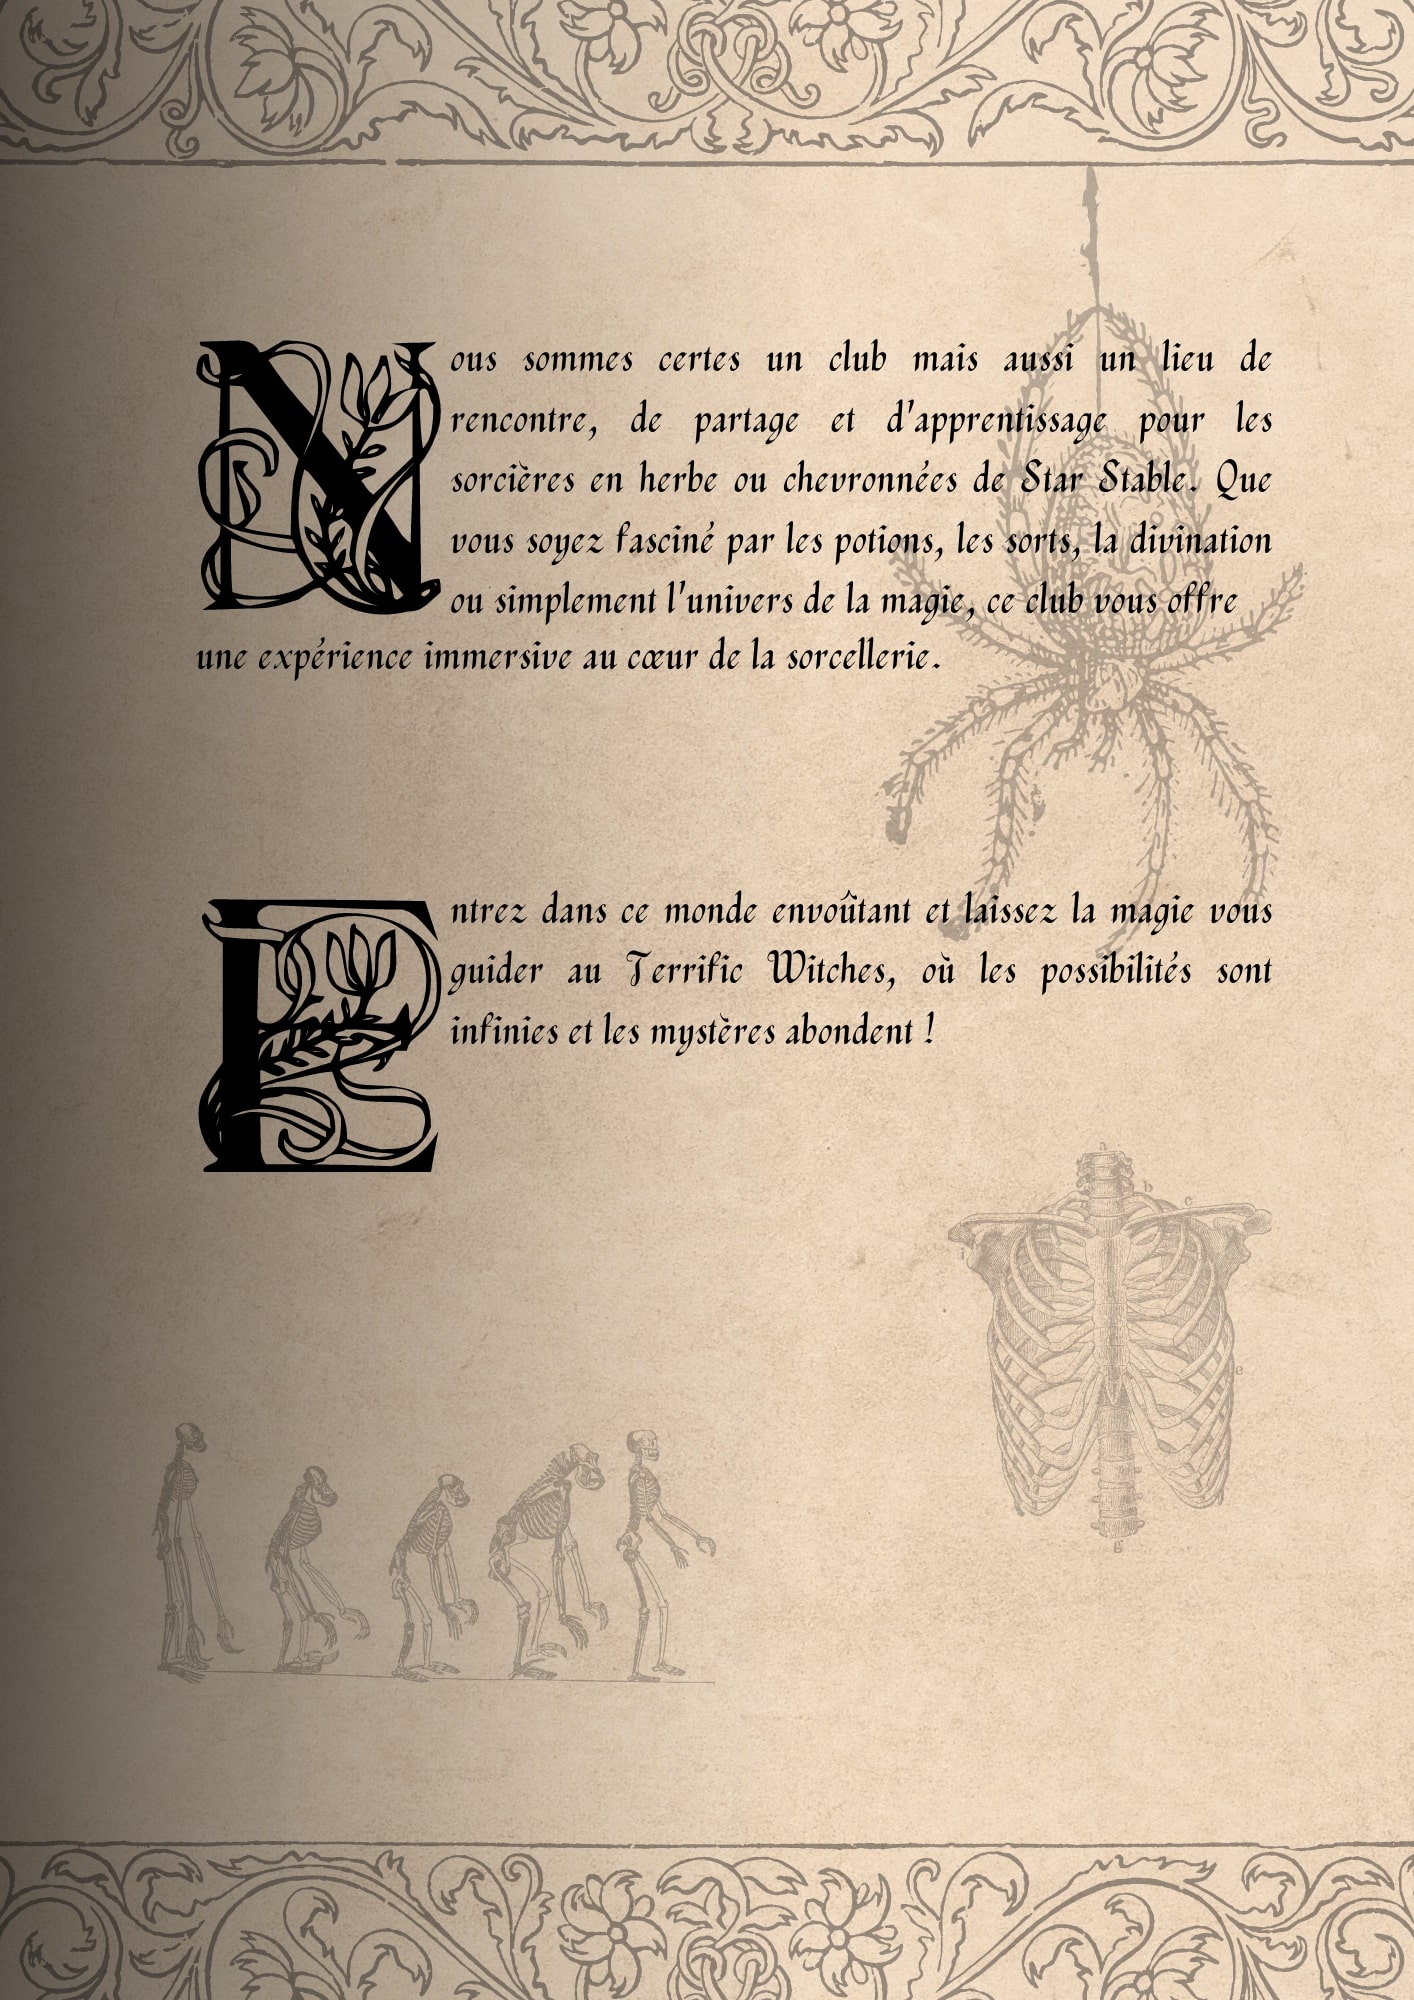 Nous sommes certes un club mais aussi un lieu de
rencontre, de partage et d'apprentissage pour les
sorcières en herbe ou chevronnées de Star Stable. Que
vous soyez fasciné par les potions, les sorts, la divination
ou simplement l'univers de la magie, ce club vous offre
une expérience immersive au cœur de la sorcellerie.
Entrez dans ce monde envoûtant et laissez la magie vous
guider au Terrific Witches, où les possibilités sont
infinies et les mystères abondent !
a
b
c
i
e
g